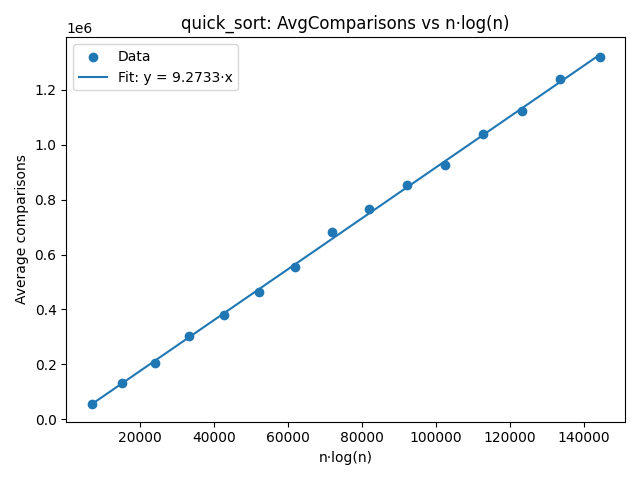 quick_sort: AvgComparisons vs n·log(n)
1e6
Data
Fit: y = 9.2733·x
Average comparisons
1.2
1.0
0.8
0.6
0.4
0.2
0.0
20000 40000 60000 80000 100000 120000 140000
n·log(n)